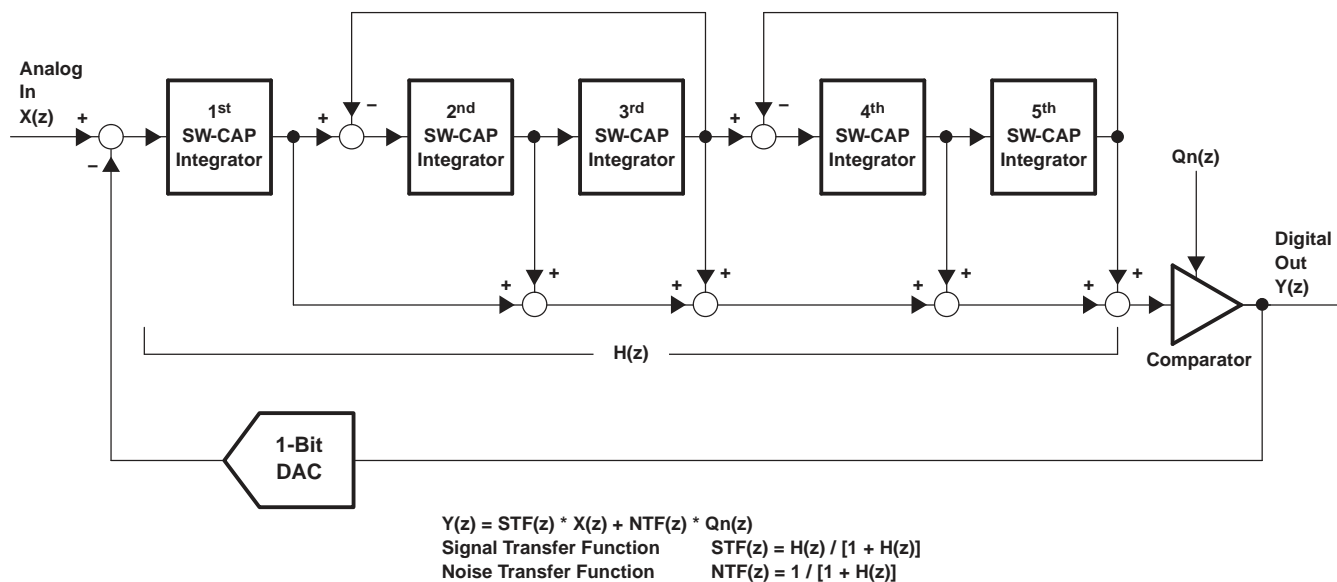 Analog
In
X(z)
+
−
1st
SW-CAP
Integrator
+
−
2nd
SW-CAP
Integrator
3rd
SW-CAP
Integrator
+
−
4th
SW-CAP
Integrator
5th
SW-CAP
Integrator
Qn(z)
+
+
+
+
+
+
+
+
Digital
Out
Y(z)
H(z)
Comparator
1-Bit
DAC
Y(z) = STF(z) * X(z) + NTF(z) * Qn(z)
Signal Transfer Function STF(z) = H(z) / [1 + H(z)]
Noise Transfer Function NTF(z) = 1 / [1 + H(z)]